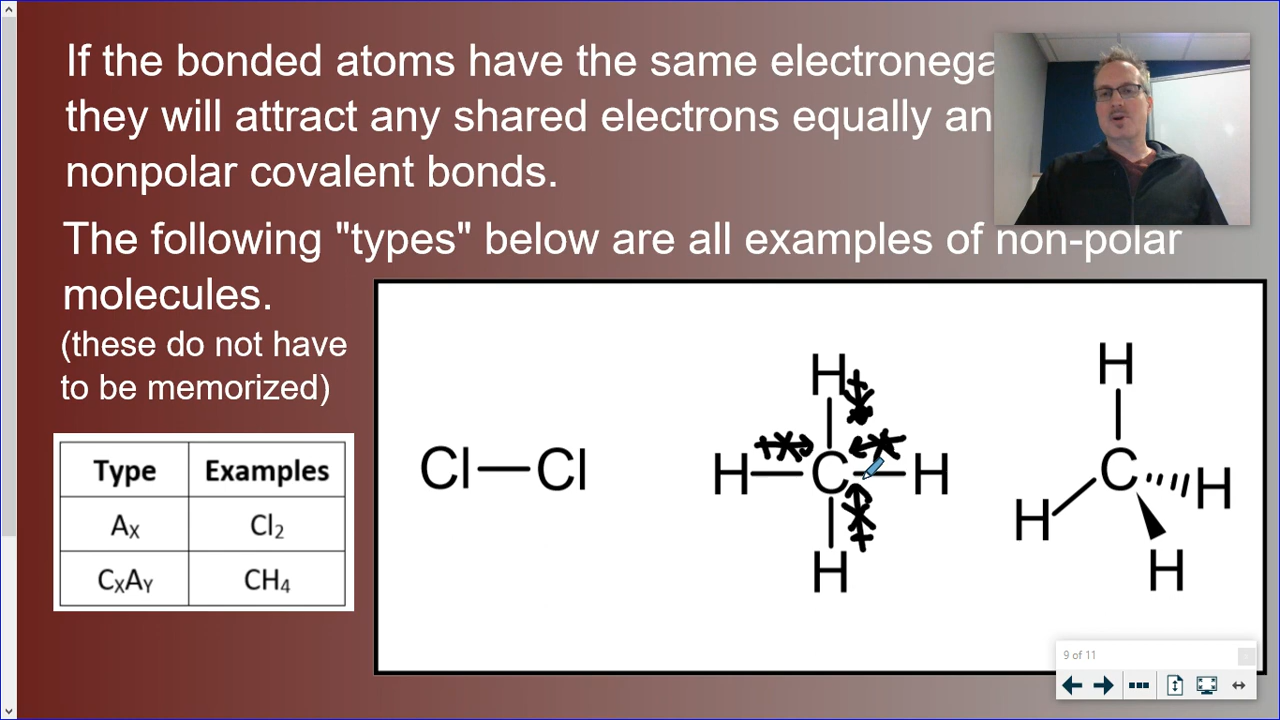 If the bonded atoms have the same electronega
they will attract any shared electrons equally an
nonpolar covalent bonds.
The following "types" below are all examples of non-polar
molecules.
(these do not have
to be memorized)
Type Examples
Aₓ Cl₂
CₓAᵧ CH₄
Cl Cl
H
H C H
H
H
C H
H
H
9 of 11